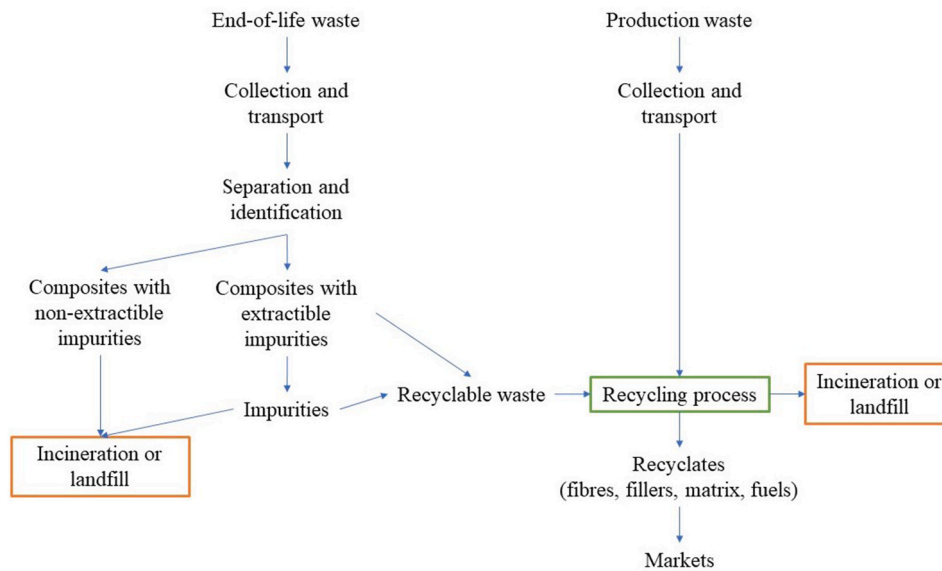 End-of-life waste
Production waste
Collection and
transport
Collection and
transport
Separation and
identification
Composites with
non-extractible
impurities
Composites with
extractible
impurities
Impurities
Recyclable waste
Recycling process
Incineration or
landfill
Incineration or
landfill
Recyclates
(fibres, fillers, matrix, fuels)
Markets